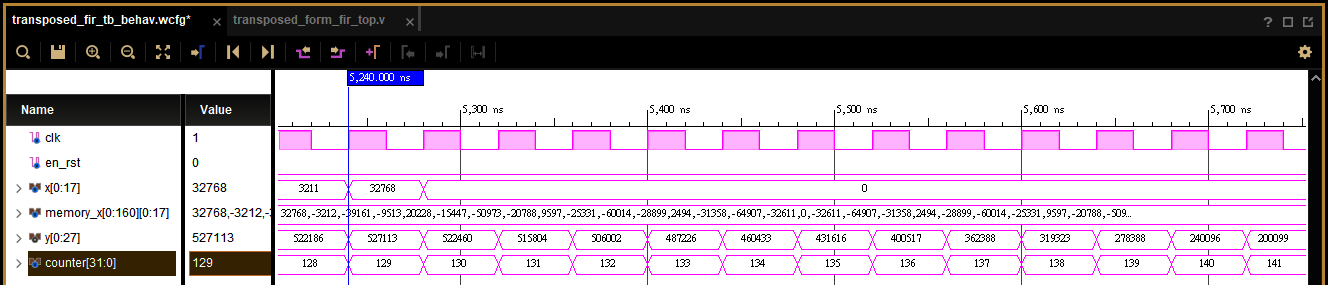 transposed_fir_tb_behav.wcfg* × transposed_form_fir_top.v ×
?
5,240.000 ns
Name Value
5,300 ns 5,400 ns 5,500 ns 5,600 ns 5,700 ns
clk 1
en_rst 0
x[0:17] 32768 3211 32768 0
memory_x[0:160][0:17] 32768,-3212,- 32768,-3212,-39161,-9513,20228,-15447,-50973,-20788,9597,-25331,-60014,-28899,2494,-31358,-64907,-32611,0,-32611,-64907,-31358,2494,-28899,-60014,-25331,9597,-20788,-509...
y[0:27] 527113 522186 527113 522460 515804 506002 487226 460433 431616 400517 362388 319323 278388 240096 200099
counter[31:0] 129 128 129 130 131 132 133 134 135 136 137 138 139 140 141